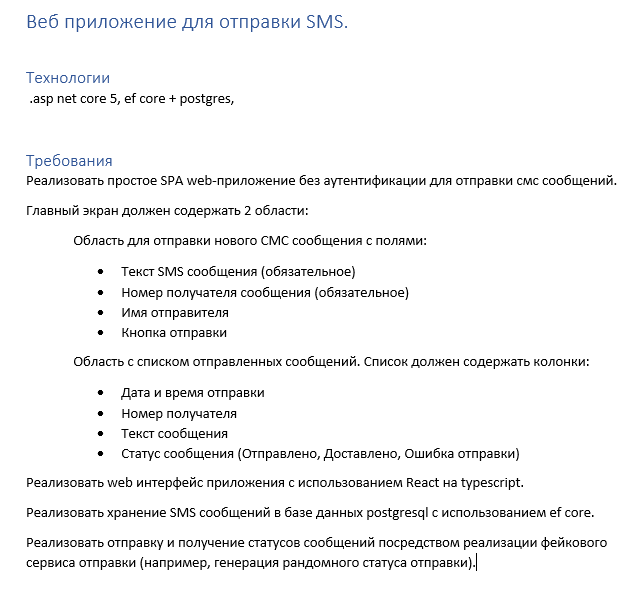 Веб приложение для отправки SMS.
Технологии
.asp net core 5, ef core + postgres,
Требования
Реализовать простое SPA web-приложение без аутентификации для отправки смс сообщений.
Главный экран должен содержать 2 области:
Область для отправки нового СМС сообщения с полями:
• Текст SMS сообщения (обязательное)
• Номер получателя сообщения (обязательное)
• Имя отправителя
• Кнопка отправки
Область с списком отправленных сообщений. Список должен содержать колонки:
• Дата и время отправки
• Номер получателя
• Текст сообщения
• Статус сообщения (Отправлено, Доставлено, Ошибка отправки)
Реализовать web интерфейс приложения с использованием React на typescript.
Реализовать хранение SMS сообщений в базе данных postgresql с использованием ef core.
Реализовать отправку и получение статусов сообщений посредством реализации фейкового
сервиса отправки (например, генерация рандомного статуса отправки).